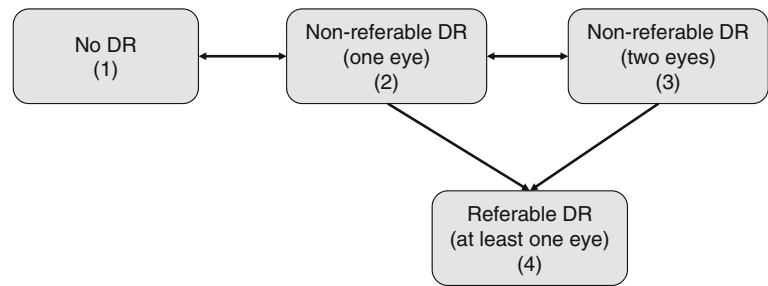 No DR
(1)
Non-referable DR
(one eye)
(2)
Non-referable DR
(two eyes)
(3)
Referable DR
(at least one eye)
(4)